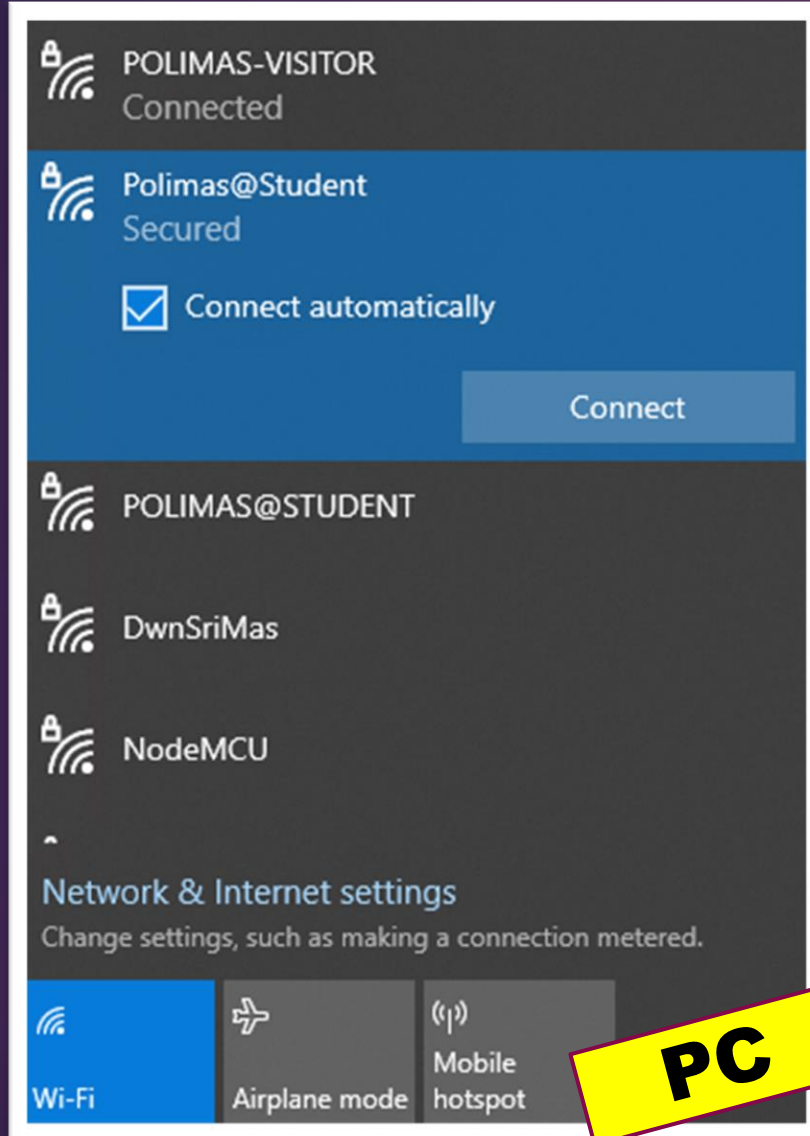 POLIMAS-VISITOR
Connected
Polimas@Student
Secured
Connect automatically
Connect
POLIMAS@STUDENT
DwnSriMas
NodeMCU
Network & Internet settings
Change settings, such as making a connection metered.
Wi-Fi
Airplane mode
Mobile
hotspot
PC